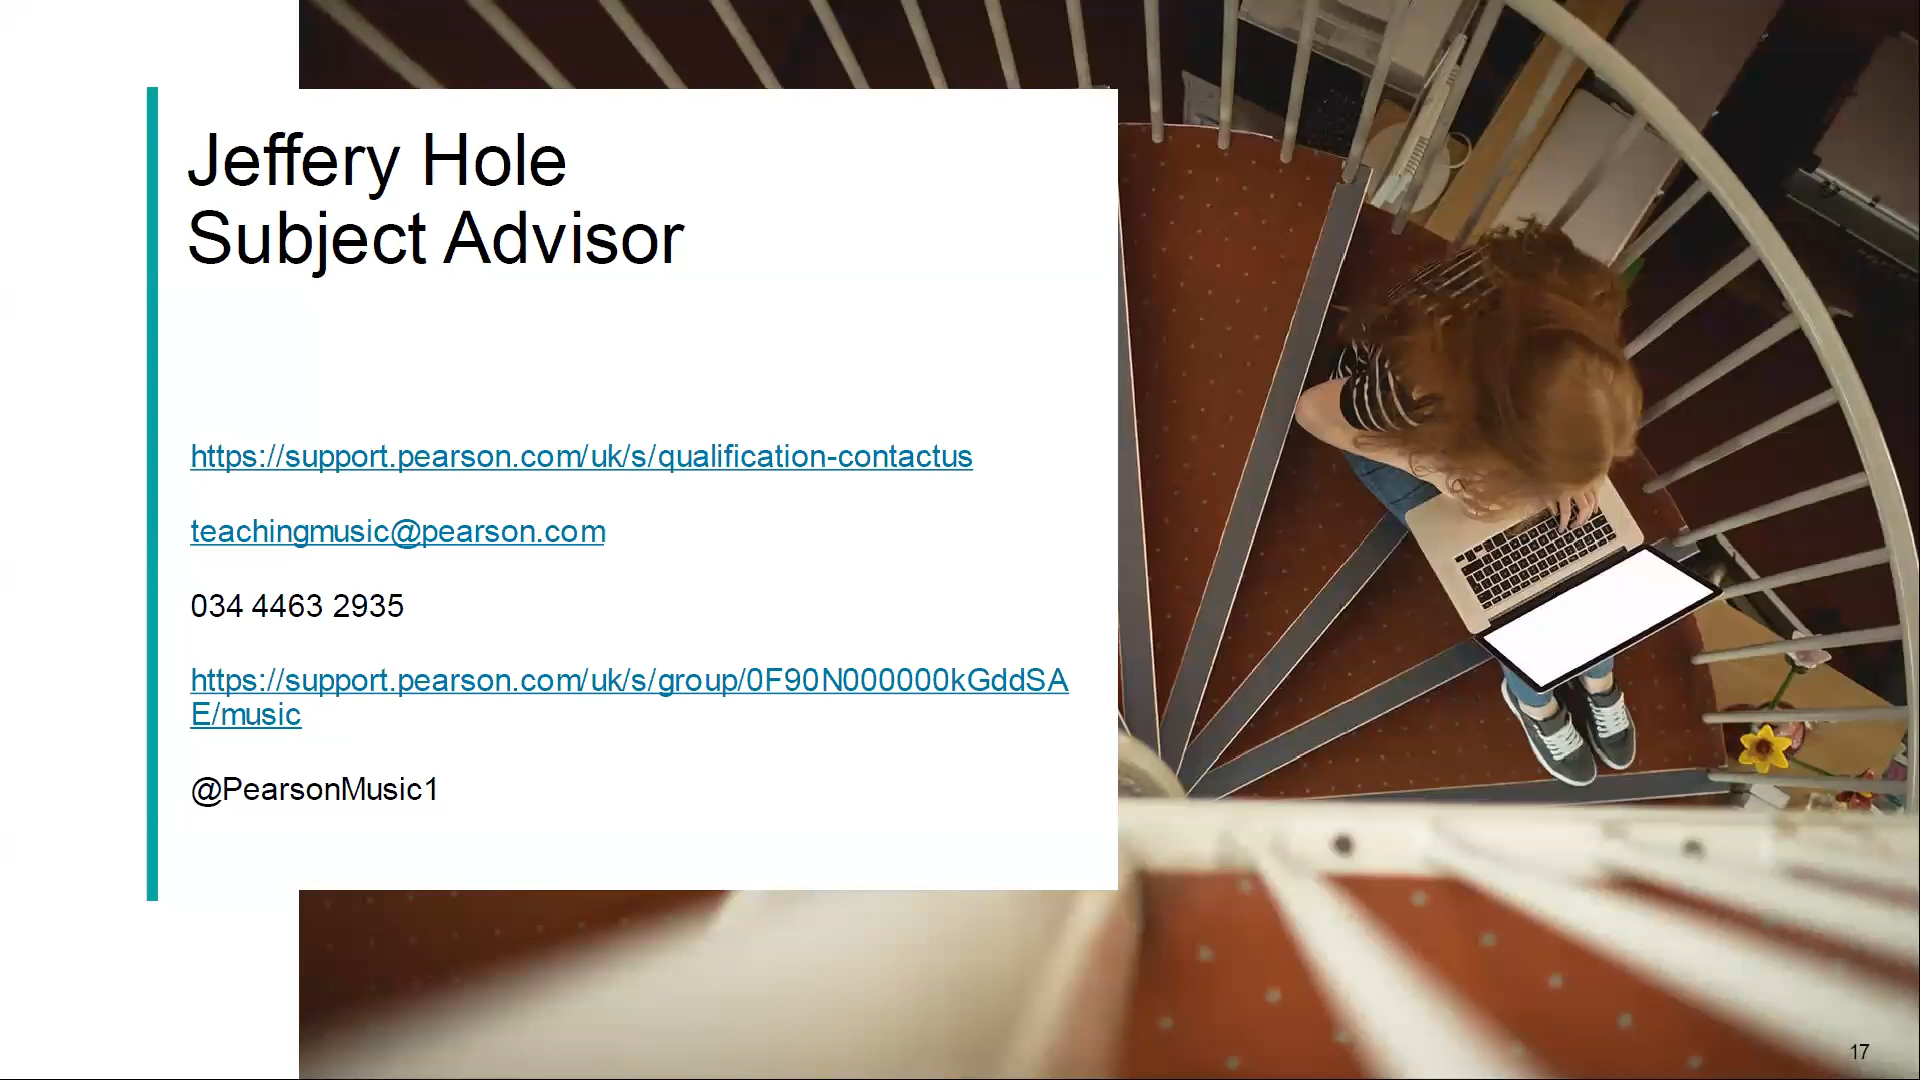 Jeffery Hole
Subject Advisor
https://support.pearson.com/uk/s/qualification-contactus
teachingmusic@pearson.com
034 4463 2935
https://support.pearson.com/uk/s/group/0F90N000000kGddSA
E/music
@PearsonMusic1
17